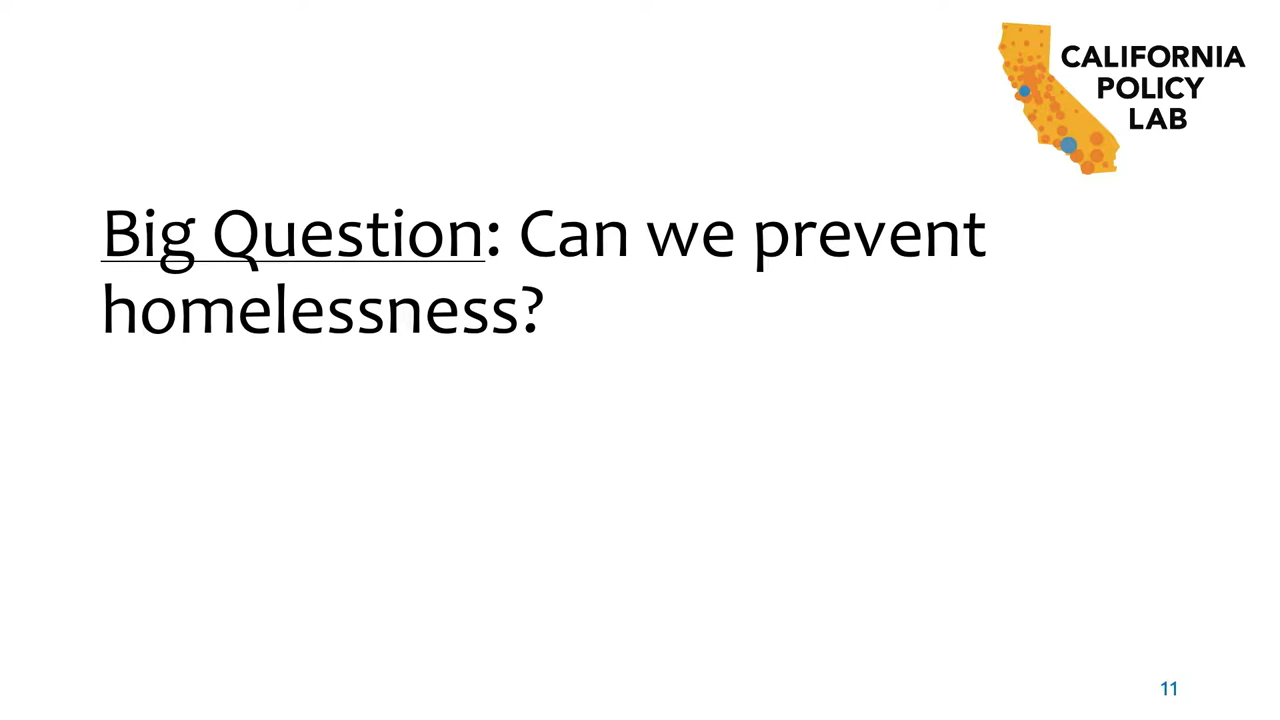 CALIFORNIA
POLICY
LAB
Big Question: Can we prevent
homelessness?
11